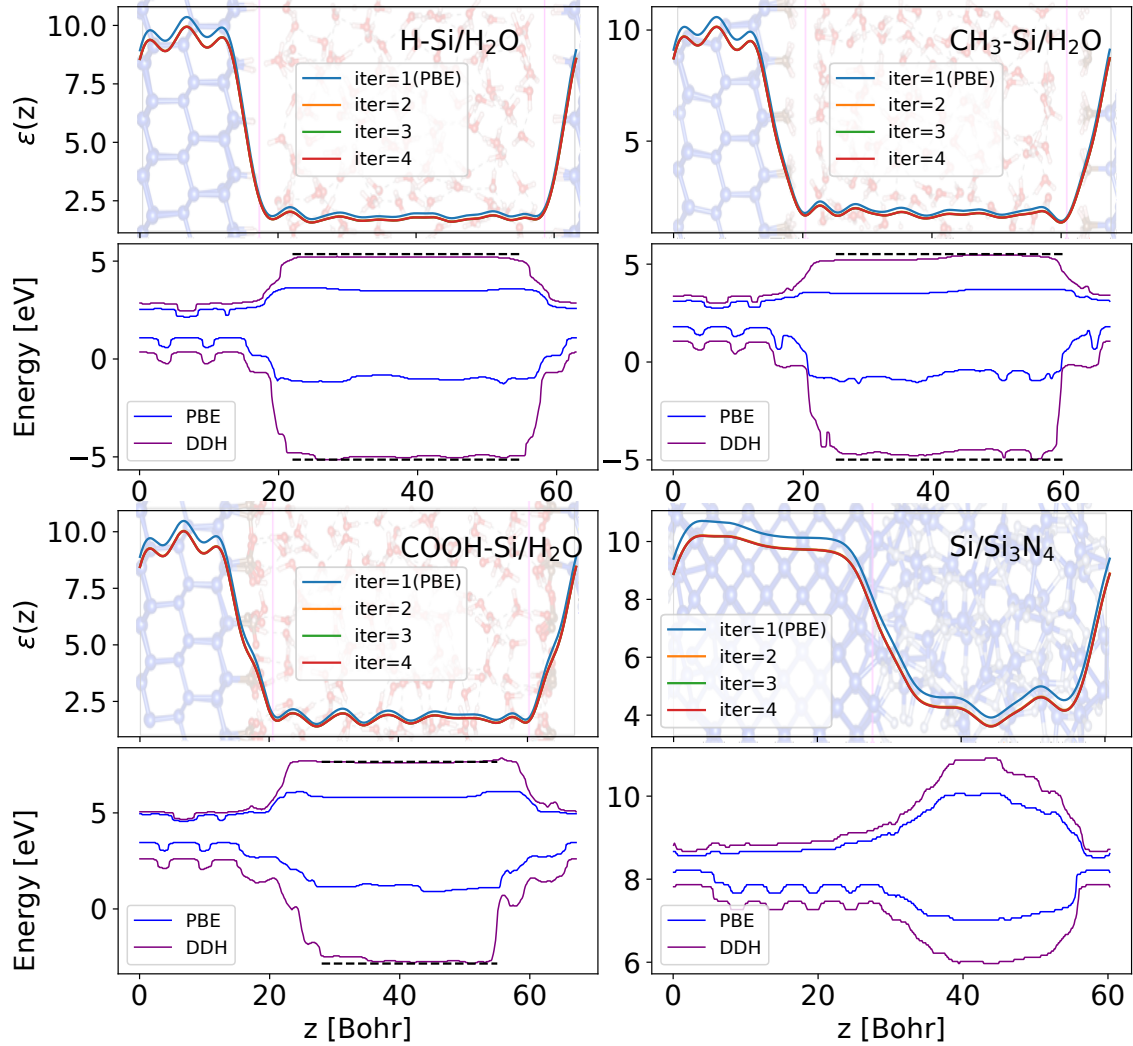 H-Si/H₂O
ε(z)
10.0
7.5
5.0
2.5
iter=1(PBE)
iter=2
iter=3
iter=4
CH₃-Si/H₂O
10
5
iter=1(PBE)
iter=2
iter=3
iter=4
Energy [eV]
5
0
−5
PBE
DDH
0
20
40
60
5
0
−5
PBE
DDH
0
20
40
60
COOH-Si/H₂O
ε(z)
10.0
7.5
5.0
2.5
iter=1(PBE)
iter=2
iter=3
iter=4
Si/Si₃N₄
10
8
6
4
iter=1(PBE)
iter=2
iter=3
iter=4
Energy [eV]
5
0
PBE
DDH
0
20
40
60
z [Bohr]
10
8
6
PBE
DDH
0
20
40
60
z [Bohr]